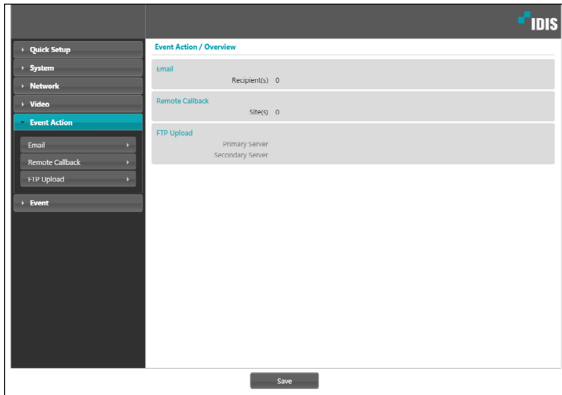 IDIS
Quick Setup
System
Network
Video
Event Action
Email
Remote Callback
FTP Upload
Event
Event Action / Overview
Email
Recipient(s) 0
Remote Callback
Site(s) 0
FTP Upload
Primary Server
Secondary Server
Save